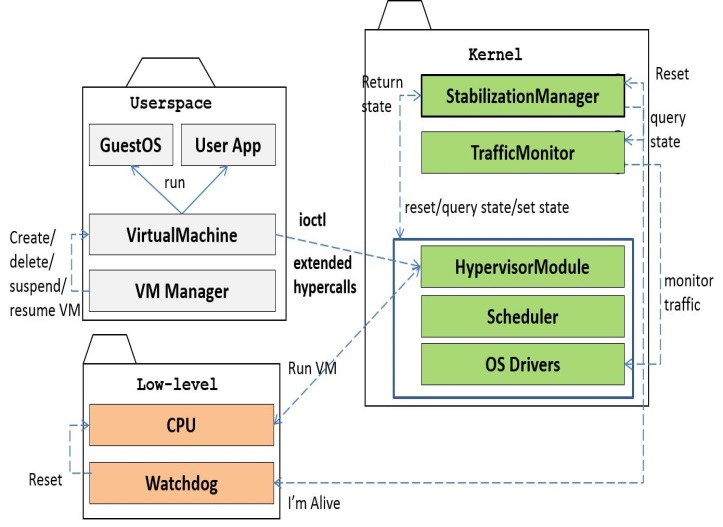 Kernel
Return
state
StabilizationManager
Reset
query
state
TrafficMonitor
reset/query state/set state
HypervisorModule
Scheduler
OS Drivers
monitor
traffic
Userspace
GuestOS
User App
run
VirtualMachine
VM Manager
Create/
delete/
suspend/
resume VM
ioctl
extended
hypercalls
Low-level
CPU
Watchdog
Run VM
Reset
I'm Alive